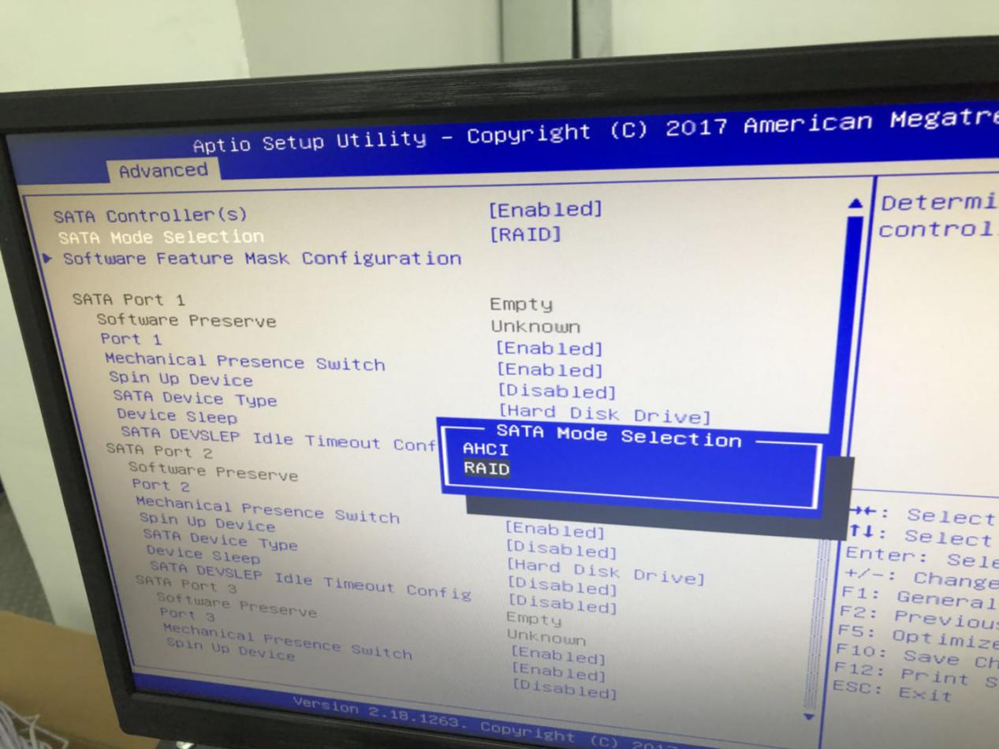 Aptio Setup Utility - Copyright (C) 2017 American
Advanced
SATA Controller(s) [Enabled]
SATA Mode Selection [RAID]
Software Feature Mask Configuration
SATA Port 1 Empty
Software Preserve Unknown
Port 1 [Enabled]
Mechanical Presence Switch [Enabled]
Spin Up Device [Disabled]
SATA Device Type [Hard Disk Drive]
Device Sleep
SATA DEVSLEP Idle Timeout Conf
SATA Port 2
Software Preserve
Port 2
Mechanical Presence Switch [Enabled]
Spin Up Device [Disabled]
SATA Device Type [Hard Disk Drive]
Device Sleep [Disabled]
SATA DEVSLEP Idle Timeout Config [Disabled]
SATA Port 3 Empty
Software Preserve Unknown
Port 3 [Enabled]
Mechanical Presence Switch [Enabled]
Spin Up Device [Disabled]
SATA Mode Selection
AHCI
RAID
Determi
control
→←: Select
↑↓: Select
Enter: Sele
+/-: Change
F1: General
F2: Previous
F5: Optimize
F10: Save Ch
F12: Print S
ESC: Exit
Version 2.18.1263. Copyright (C) 2017